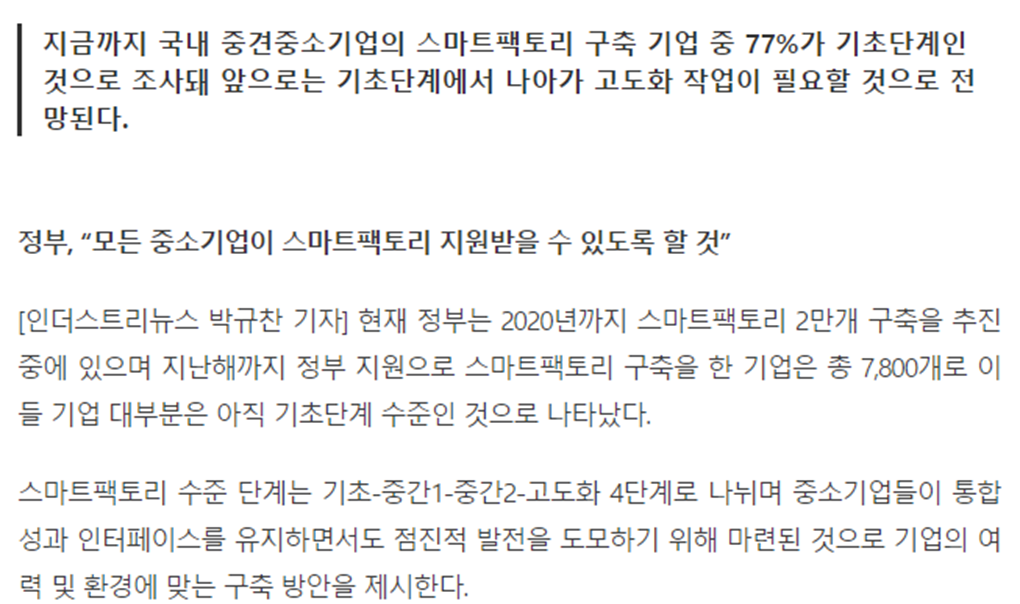 지금까지 국내 중견중소기업의 스마트팩토리 구축 기업 중 77%가 기초단계인
것으로 조사돼 앞으로는 기초단계에서 나아가 고도화 작업이 필요할 것으로 전
망된다.
정부, “모든 중소기업이 스마트팩토리 지원받을 수 있도록 할 것”
[인더스트리뉴스 박규찬 기자] 현재 정부는 2020년까지 스마트팩토리 2만개 구축을 추진
중에 있으며 지난해까지 정부 지원으로 스마트팩토리 구축을 한 기업은 총 7,800개로 이
들 기업 대부분은 아직 기초단계 수준인 것으로 나타났다.
스마트팩토리 수준 단계는 기초-중간1-중간2-고도화 4단계로 나뉘며 중소기업들이 통합
성과 인터페이스를 유지하면서도 점진적 발전을 도모하기 위해 마련된 것으로 기업의 여
력 및 환경에 맞는 구축 방안을 제시한다.